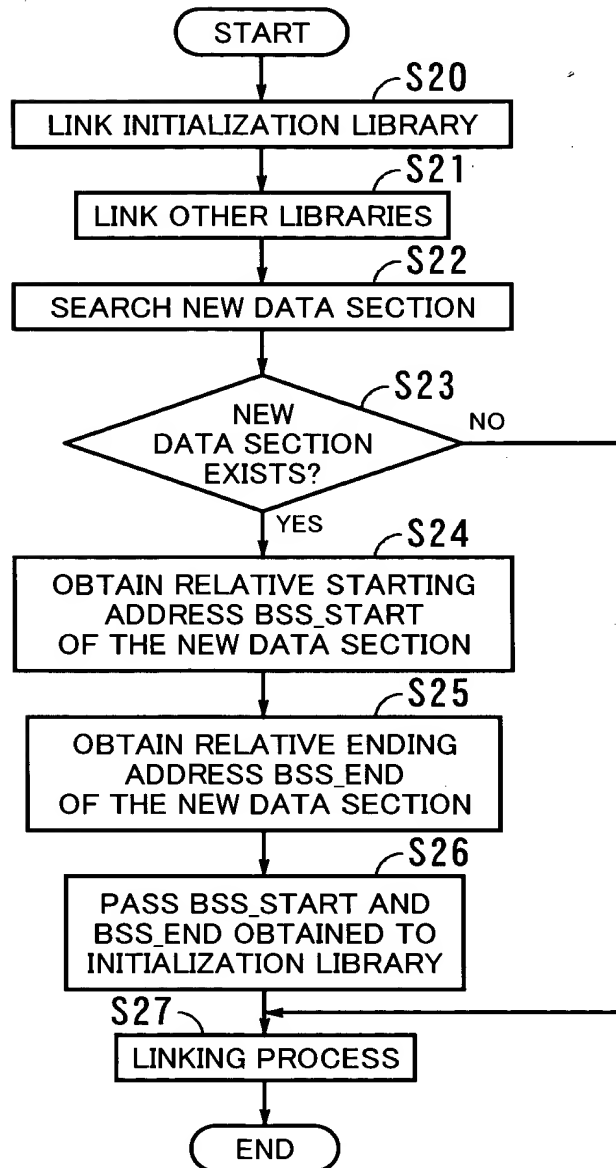 START
S20
LINK INITIALIZATION LIBRARY
S21
LINK OTHER LIBRARIES
S22
SEARCH NEW DATA SECTION
S23
NEW
DATA SECTION
EXISTS?
NO
YES
S24
OBTAIN RELATIVE STARTING
ADDRESS BSS_START
OF THE NEW DATA SECTION
S25
OBTAIN RELATIVE ENDING
ADDRESS BSS_END
OF THE NEW DATA SECTION
S26
PASS BSS_START AND
BSS_END OBTAINED TO
INITIALIZATION LIBRARY
S27
LINKING PROCESS
END